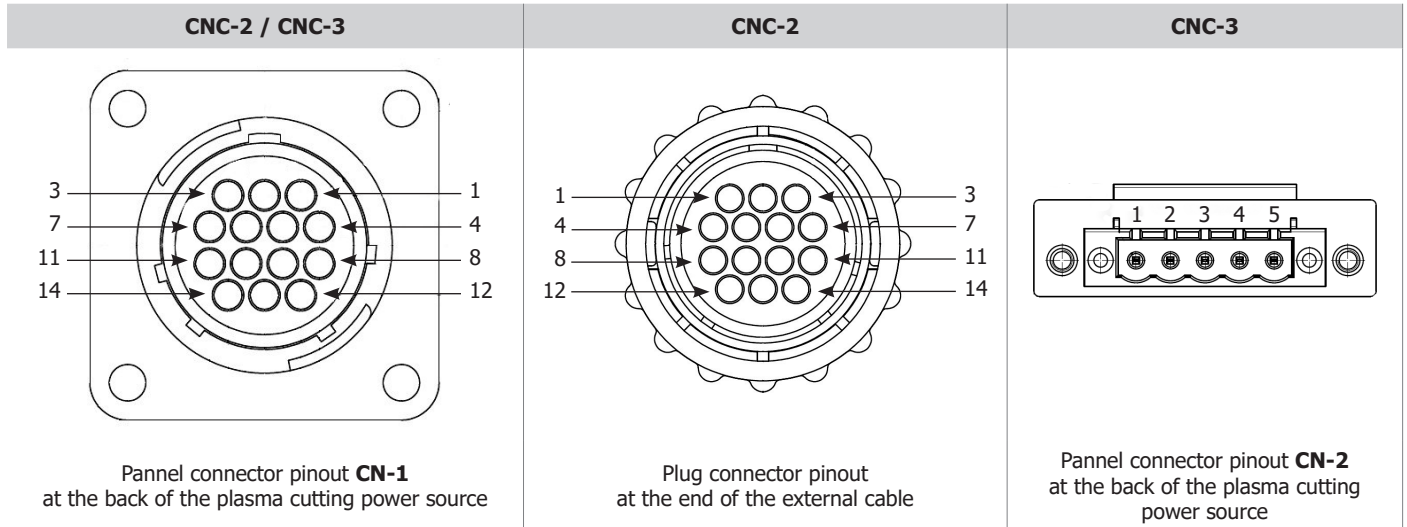 CNC-2 / CNC-3
CNC-2
CNC-3
3
1
7
4
11
8
14
12
1
3
4
7
8
11
12
14
1 2 3 4 5
Pannel connector pinout CN-1
at the back of the plasma cutting power source
Plug connector pinout
at the end of the external cable
Pannel connector pinout CN-2
at the back of the plasma cutting
power source